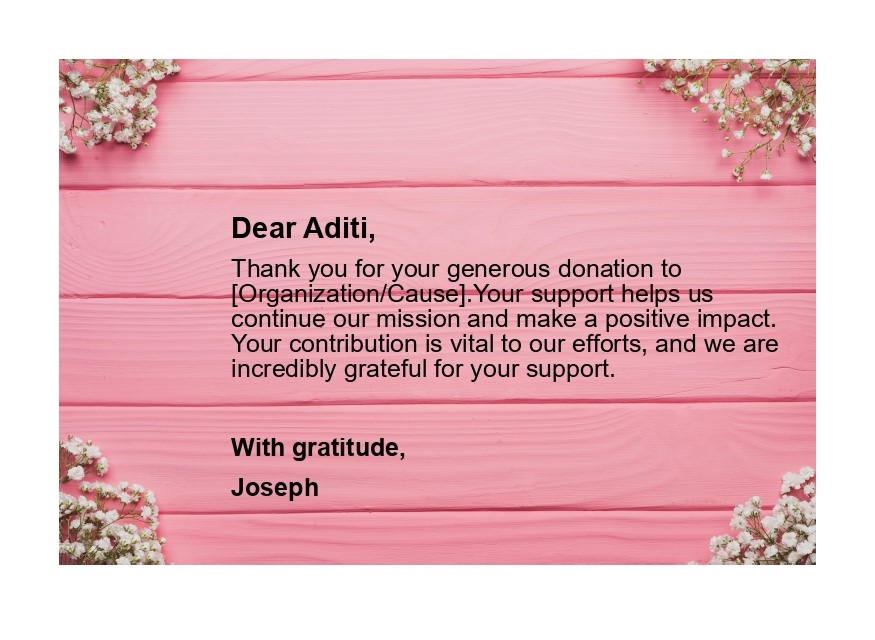 Dear Aditi,
Thank you for your generous donation to
[Organization/Cause].Your support helps us
continue our mission and make a positive impact.
Your contribution is vital to our efforts, and we are
incredibly grateful for your support.
With gratitude,
Joseph